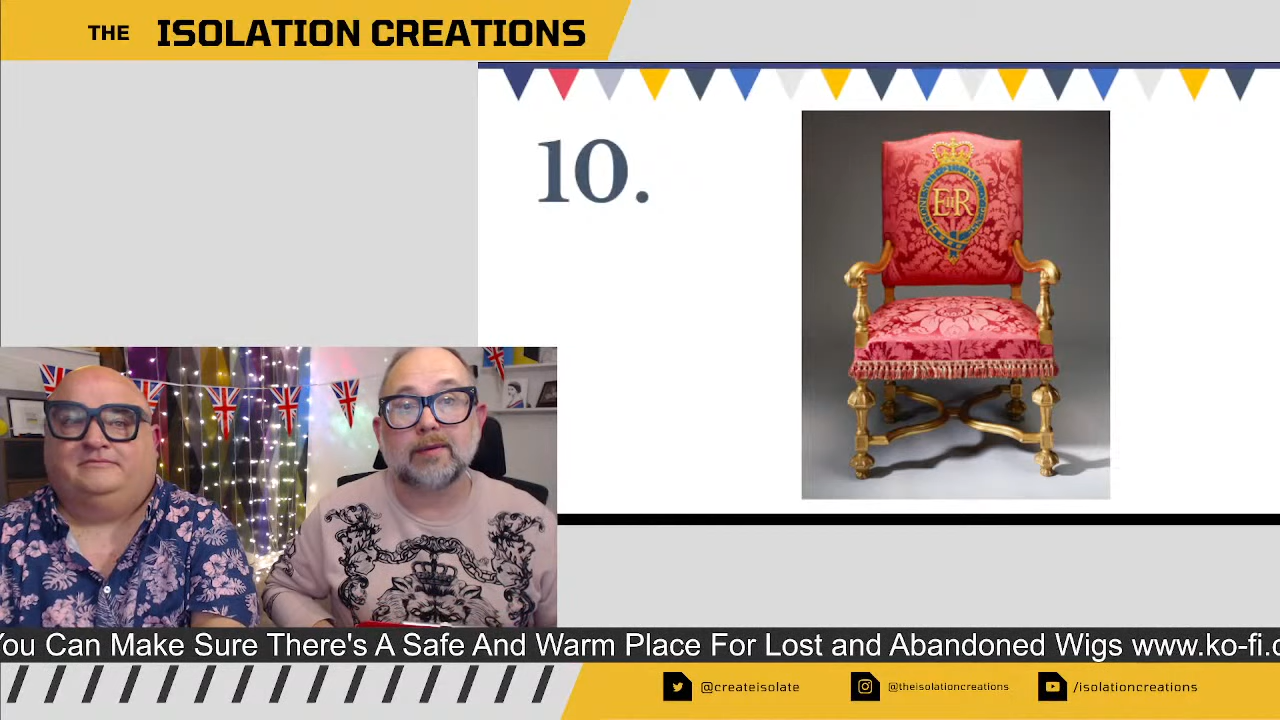 THE ISOLATION CREATIONS
10.
EIIR
You Can Make Sure There's A Safe And Warm Place For Lost and Abandoned Wigs www.ko-fi.c
@createisolate
@theisolationcreations
/isolationcreations